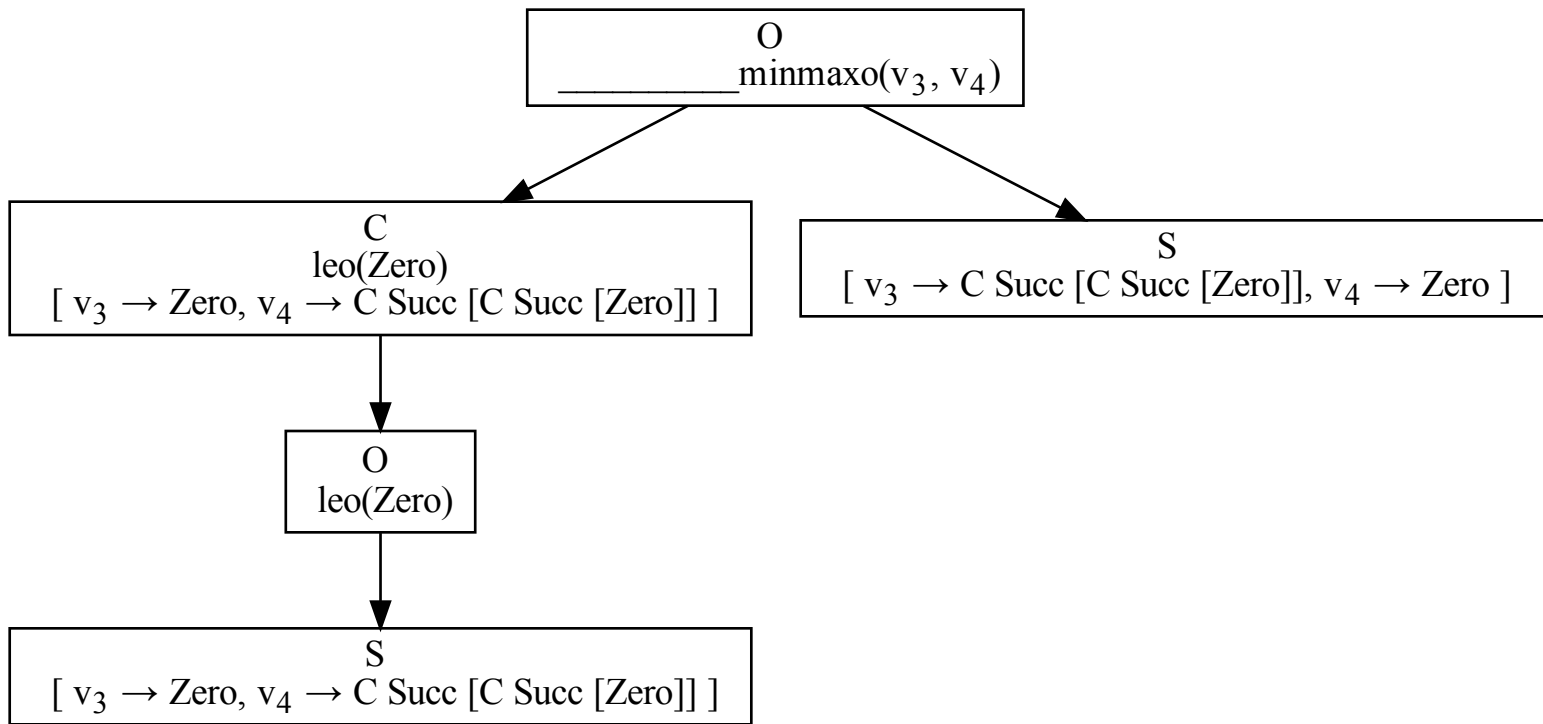 O
__________minmaxo(v₃, v₄)
C
leo(Zero)
[ v₃ → Zero, v₄ → C Succ [C Succ [Zero]] ]
S
[ v₃ → C Succ [C Succ [Zero]], v₄ → Zero ]
O
leo(Zero)
S
[ v₃ → Zero, v₄ → C Succ [C Succ [Zero]] ]